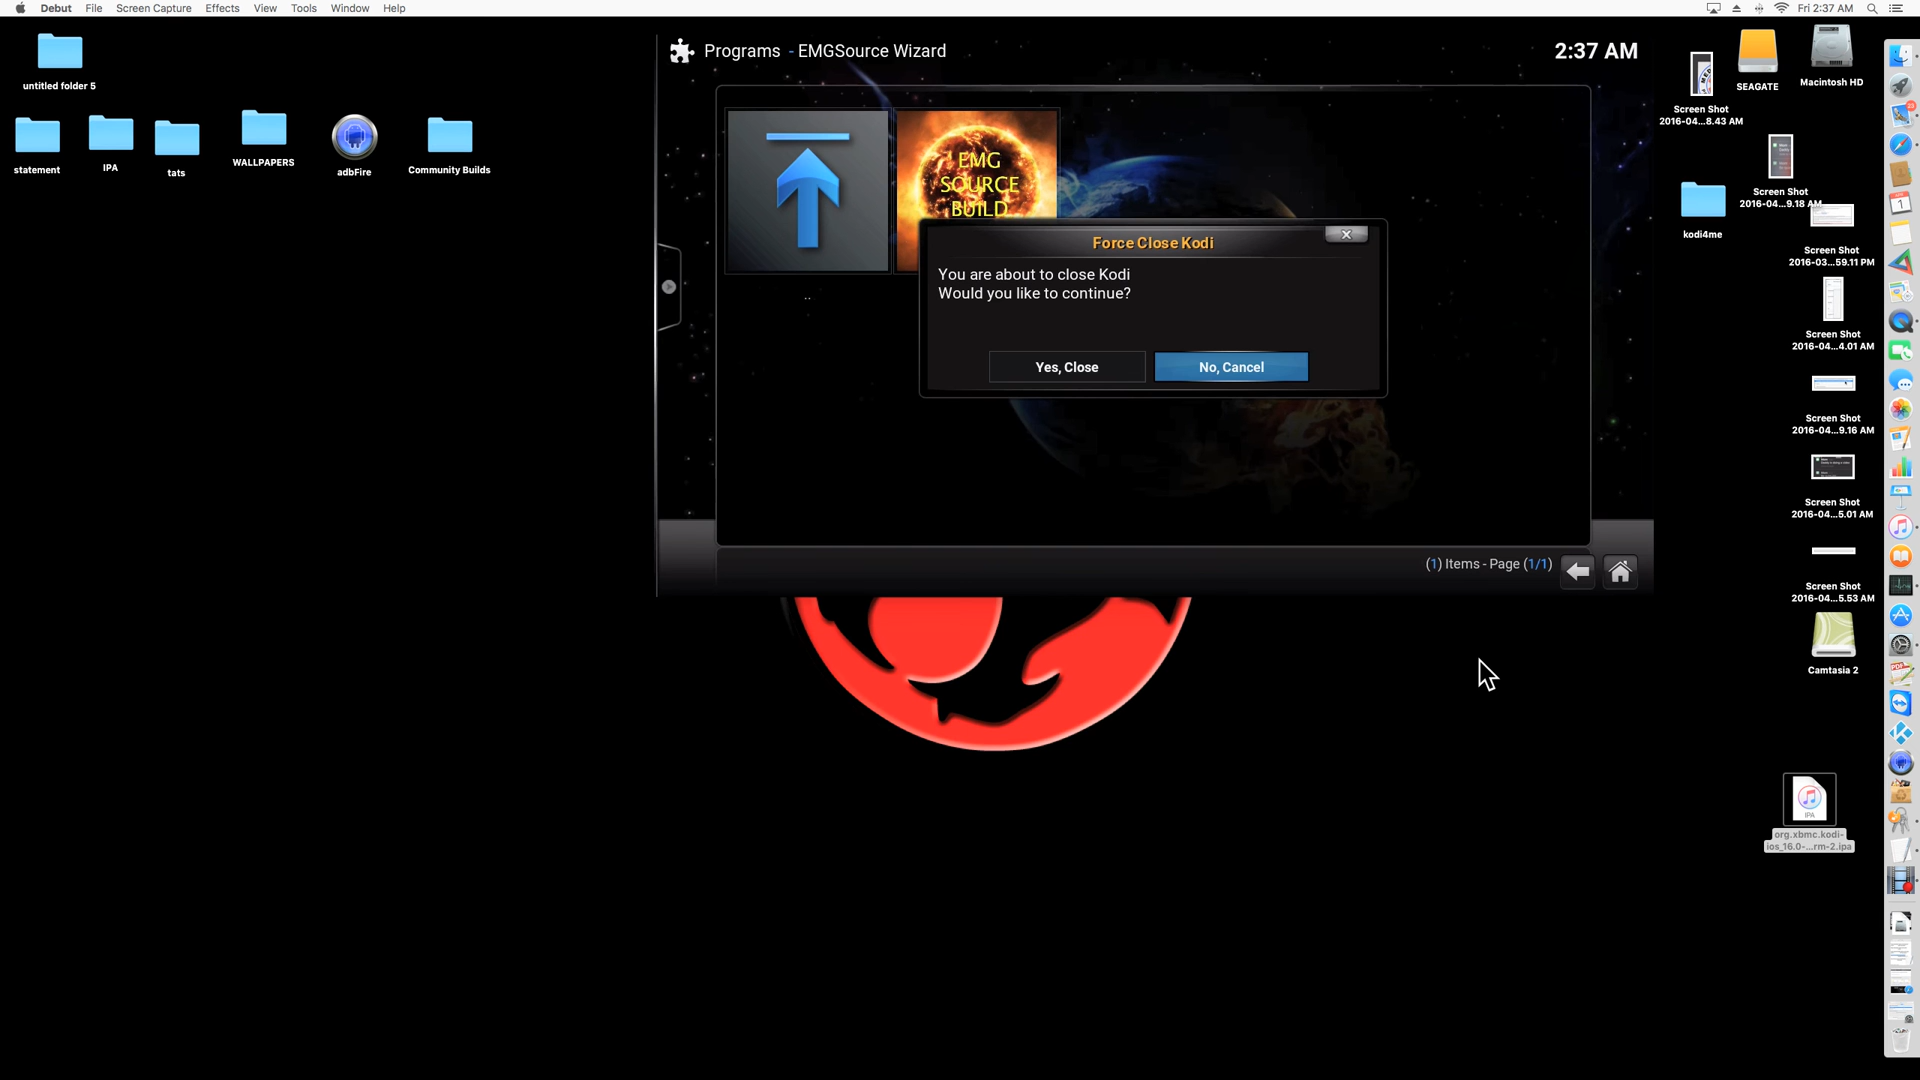 Debut File Screen Capture Effects View Tools Window Help
Fri 2:37 AM
untitled folder 5
statement
IPA
tats
WALLPAPERS
adbFire
Community Builds
Programs - EMGSource Wizard
2:37 AM
EMG
SOURCE
BUILD
..
Force Close Kodi
You are about to close Kodi
Would you like to continue?
Yes, Close
No, Cancel
(1) Items - Page (1/1)
Screen Shot
2016-04...8.43 AM
SEAGATE
Macintosh HD
Screen Shot
2016-04...9.18 AM
kodi4me
Screen Shot
2016-03...59.11 PM
Screen Shot
2016-04...4.01 AM
Screen Shot
2016-04...9.16 AM
Screen Shot
2016-04...5.01 AM
Screen Shot
2016-04...5.53 AM
Camtasia 2
IPA
org.xbmc.kodi-
ios_16.0-...rm-2.ipa